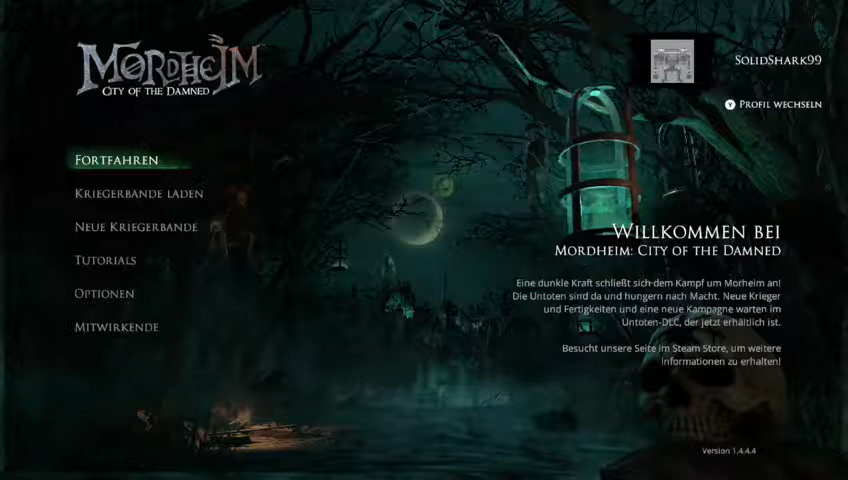 MORDHEIM
CITY OF THE DAMNED
SOLIDSHARK99
Y PROFIL WECHSELN
FORTFAHREN
KRIEGERBANDE LADEN
NEUE KRIEGERBANDE
TUTORIALS
OPTIONEN
MITWIRKENDE
WILLKOMMEN BEI
MORDHEIM: CITY OF THE DAMNED
Eine dunkle Kraft schließt sich dem Kampf um Morheim an!
Die Untoten sind da und hungern nach Macht. Neue Krieger
und Fertigkeiten und eine neue Kampagne warten im
Untoten-DLC, der jetzt erhältlich ist.
Besucht unsere Seite im Steam Store, um weitere
Informationen zu erhalten!
Version 1.4.4.4